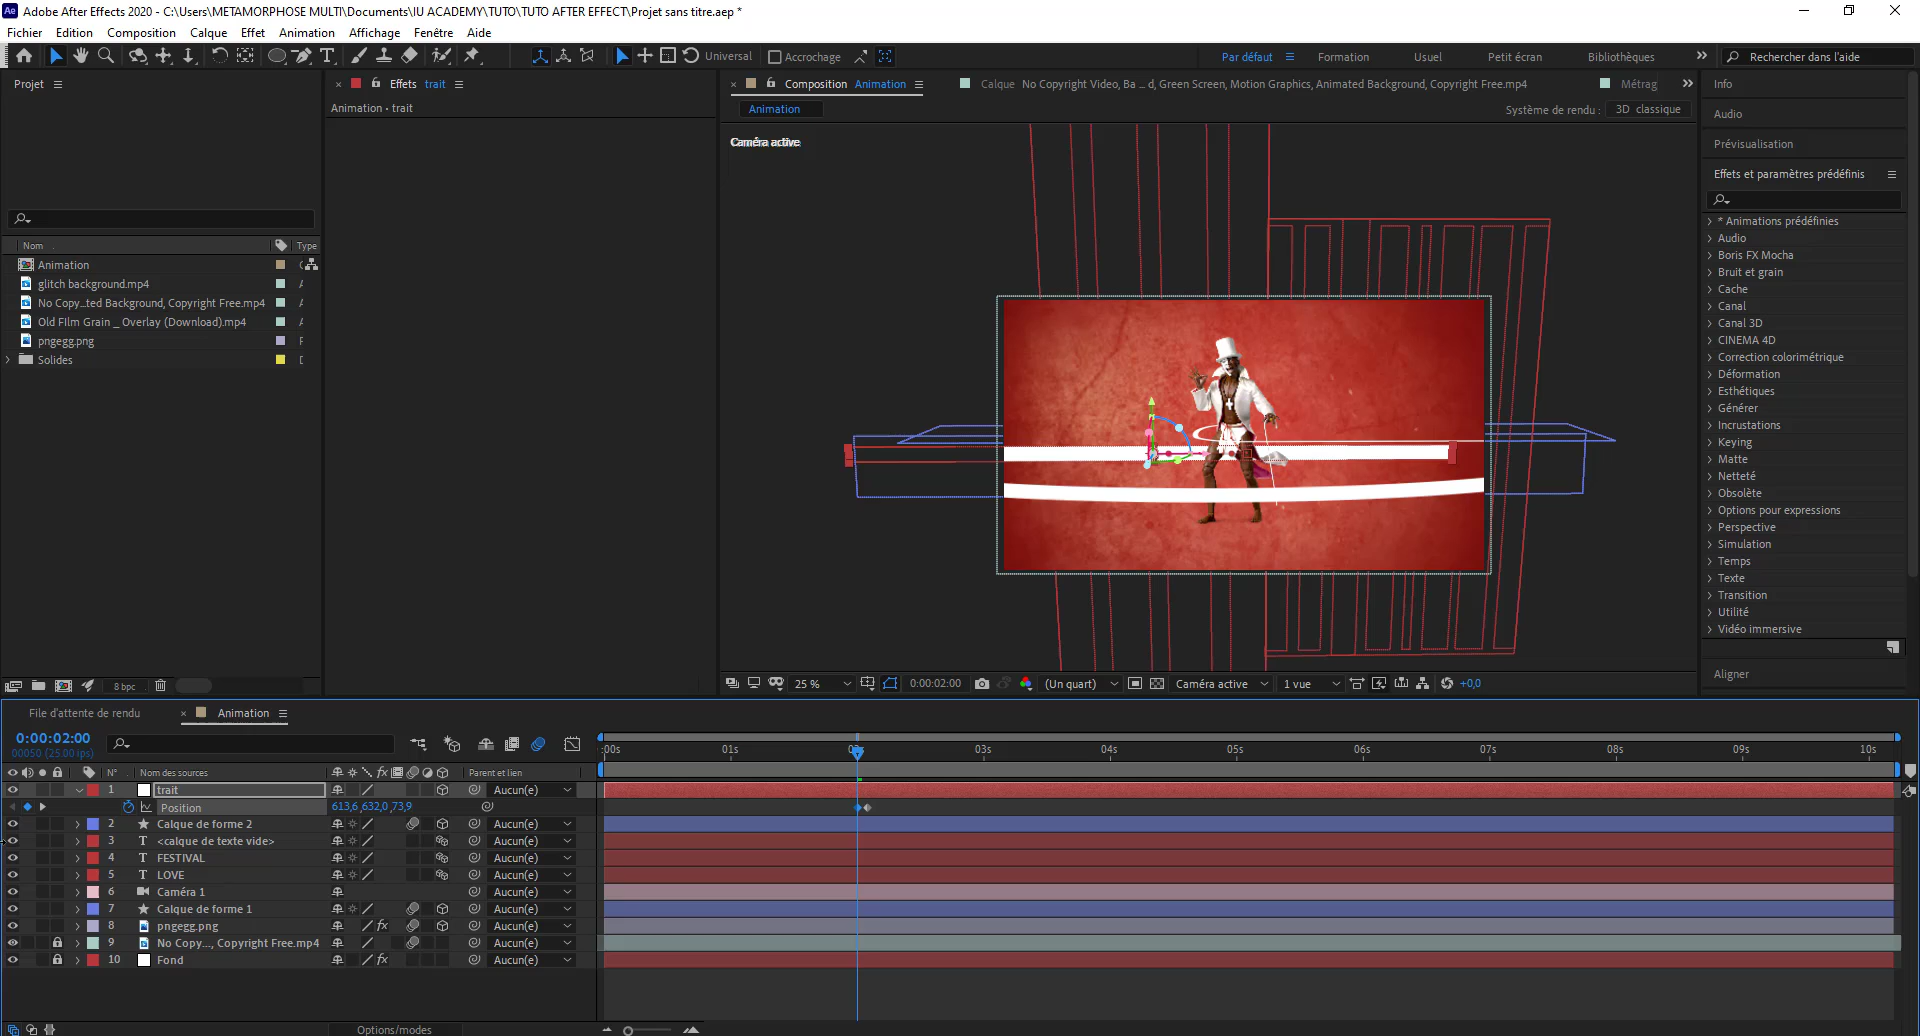 Adobe After Effects 2020 - C:\Users\METAMORPHOSE MULTI\Documents\IU ACADEMY\TUTO\TUTO AFTER EFFECT\Projet sans titre.aep *
Fichier Edition Composition Calque Effet Animation Affichage Fenêtre Aide
Universal Accrochage Par défaut Formation Usuel Petit écran Bibliothèques Rechercher dans l'aide
Projet
Nom Type
Animation
glitch background.mp4
No Copy...ted Background, Copyright Free.mp4
Old FIlm Grain _ Overlay (Download).mp4
pngegg.png
Solides
8 bpc
Effets trait
Animation • trait
Composition Animation Calque No Copyright Video, Ba ... d, Green Screen, Motion Graphics, Animated Background, Copyright Free.mp4 Métrag
Animation
Système de rendu : 3D classique
Caméra active
25 % 0:00:02:00 (Un quart) Caméra active 1 vue +0,0
Info
Audio
Prévisualisation
Effets et paramètres prédéfinis
* Animations prédéfinies
Audio
Boris FX Mocha
Bruit et grain
Cache
Canal
Canal 3D
CINEMA 4D
Correction colorimétrique
Déformation
Esthétiques
Générer
Incrustations
Keying
Matte
Netteté
Obsolète
Options pour expressions
Perspective
Simulation
Temps
Texte
Transition
Utilité
Vidéo immersive
Aligner
File d'attente de rendu Animation
0:00:02:00
00050 (25.00 ips)
:00s 01s 03s 04s 05s 06s 07s 08s 09s 10s
N° Nom des sources Parent et lien
1 trait Aucun(e)
Position 613,6 ,632,0 ,73,9
2 Calque de forme 2 Aucun(e)
3 T <calque de texte vide> Aucun(e)
4 T FESTIVAL Aucun(e)
5 T LOVE Aucun(e)
6 Caméra 1 Aucun(e)
7 Calque de forme 1 Aucun(e)
8 pngegg.png fx Aucun(e)
9 No Copy..., Copyright Free.mp4 Aucun(e)
10 Fond fx Aucun(e)
Options/modes